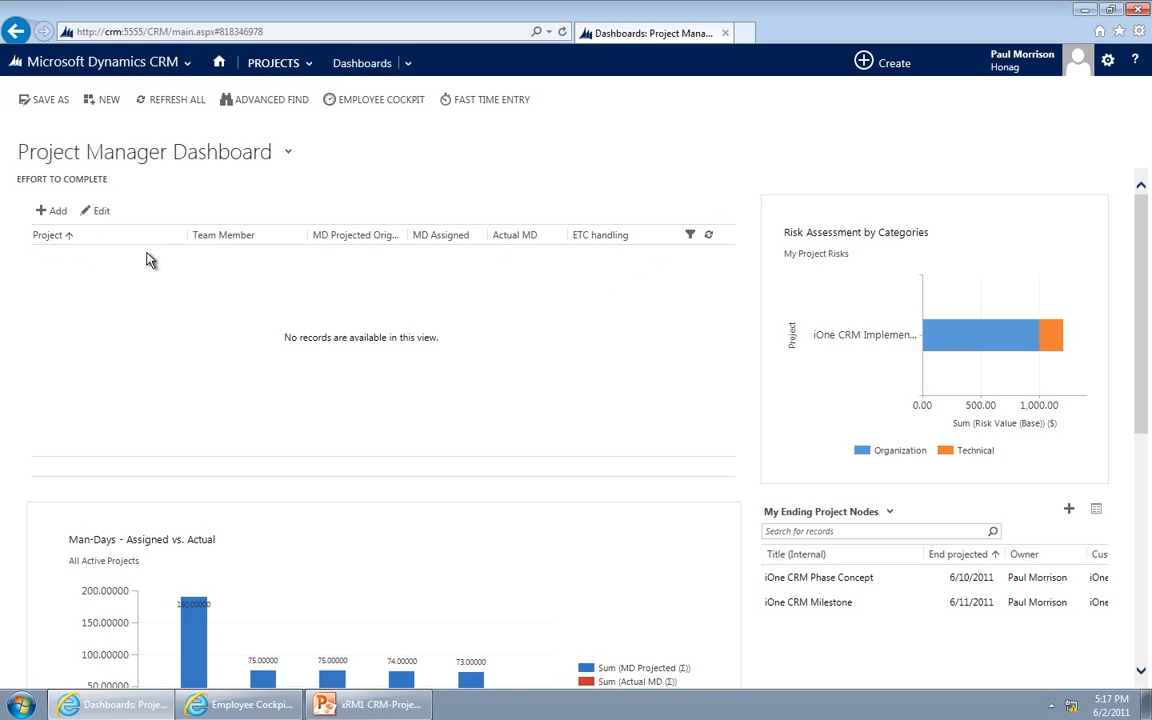 http://crm:5555/CRM/main.aspx#818346978
Dashboards: Project Mana...
Microsoft Dynamics CRM
PROJECTS
Dashboards
Create
Paul Morrison
Honag
?
SAVE AS
NEW
REFRESH ALL
ADVANCED FIND
EMPLOYEE COCKPIT
FAST TIME ENTRY
Project Manager Dashboard
EFFORT TO COMPLETE
Add
Edit
Project
Team Member
MD Projected Orig...
MD Assigned
Actual MD
ETC handling
No records are available in this view.
Risk Assessment by Categories
My Project Risks
Project
iOne CRM Implemen...
0.00 500.00 1,000.00
Sum (Risk Value (Base)) ($)
Organization
Technical
Man-Days - Assigned vs. Actual
All Active Projects
200.00000
150.00000
100.00000
50.00000
190.00000
75.00000
75.00000
74.00000
73.00000
Sum (MD Projected (Σ))
Sum (Actual MD (Σ))
My Ending Project Nodes
Search for records
Title (Internal) End projected Owner Cus
iOne CRM Phase Concept 6/10/2011 Paul Morrison iOne
iOne CRM Milestone 6/11/2011 Paul Morrison iOne
Dashboards: Proje...
Employee Cockpi...
xRM1 CRM-Proje...
5:17 PM
6/2/2011